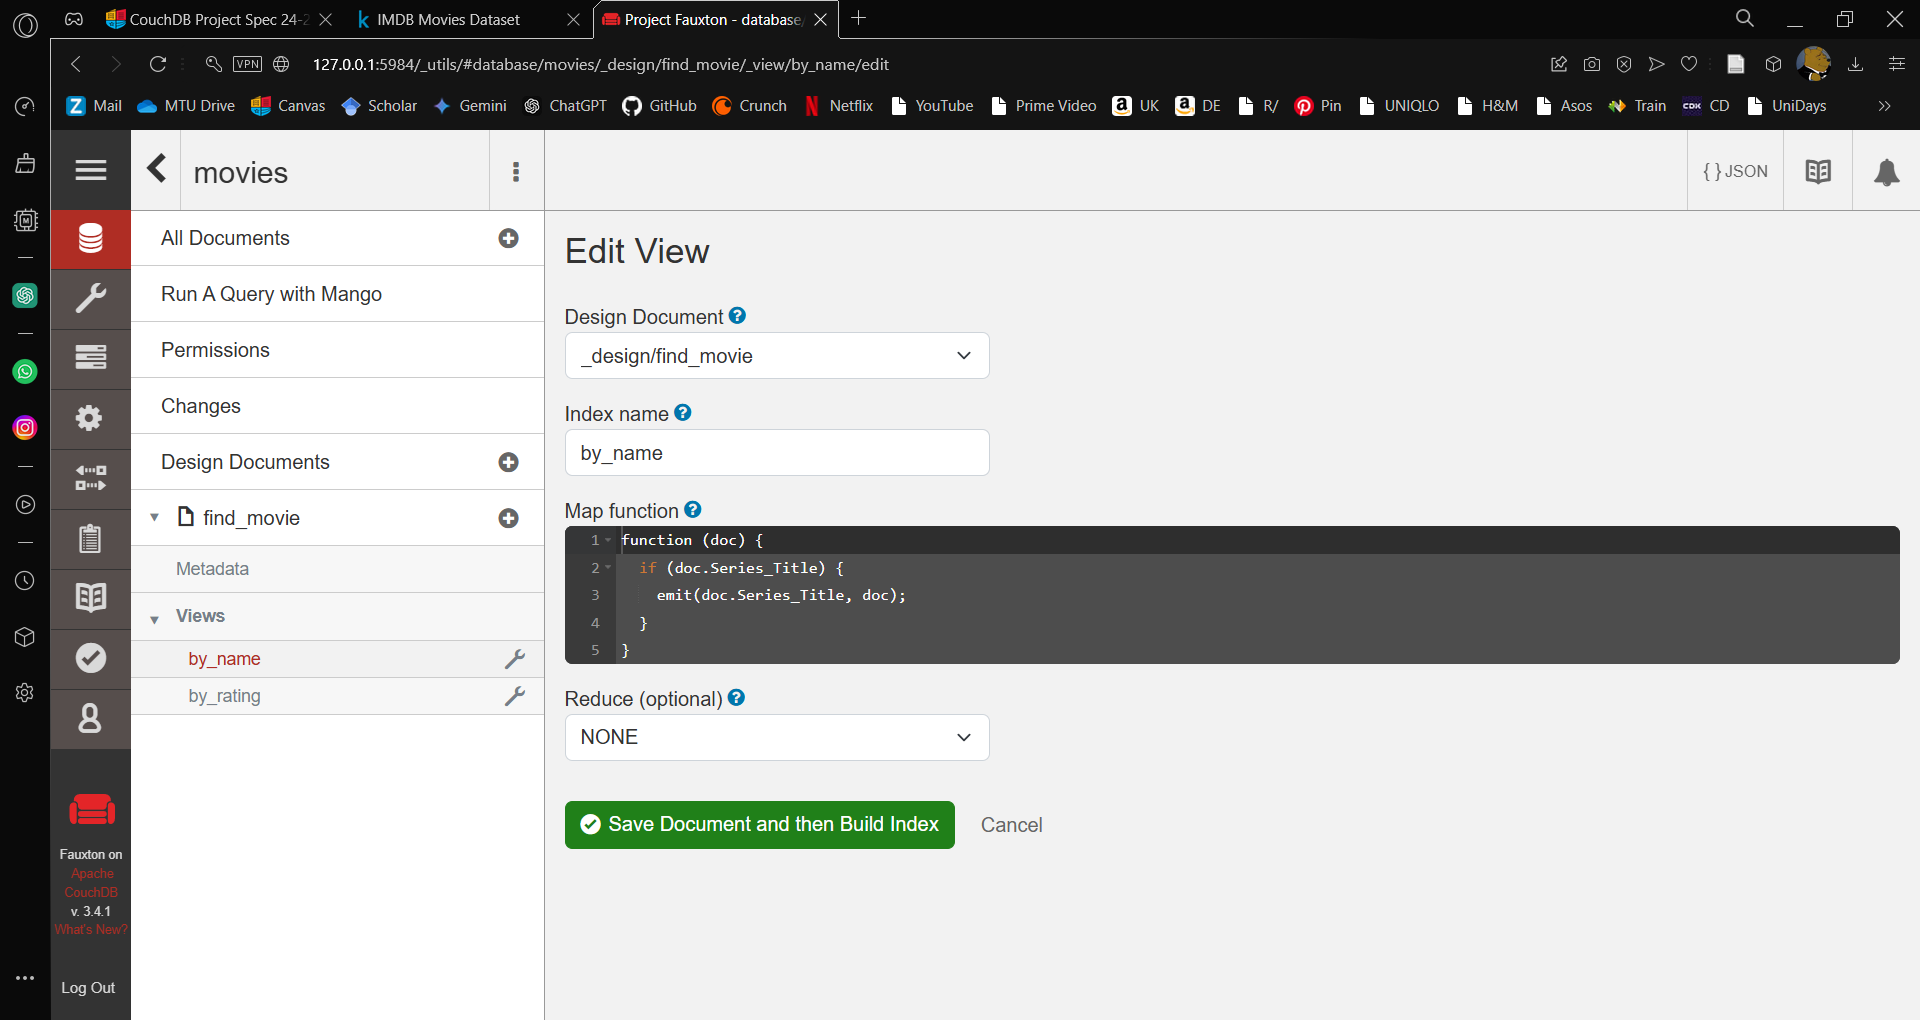 CouchDB Project Spec 24-2
IMDB Movies Dataset
Project Fauxton - database/
VPN
127.0.0.1:5984/_utils/#database/movies/_design/find_movie/_view/by_name/edit
Mail
MTU Drive
Canvas
Scholar
Gemini
ChatGPT
GitHub
Crunch
Netflix
YouTube
Prime Video
UK
DE
R/
Pin
UNIQLO
H&M
Asos
Train
CD
UniDays
movies
{ } JSON
All Documents
Run A Query with Mango
Permissions
Changes
Design Documents
find_movie
Metadata
Views
by_name
by_rating
Fauxton on
Apache
CouchDB
v. 3.4.1
What's New?
Log Out
Edit View
Design Document
_design/find_movie
Index name
by_name
Map function
1 function (doc) {
2 if (doc.Series_Title) {
3 emit(doc.Series_Title, doc);
4 }
5 }
Reduce (optional)
NONE
Save Document and then Build Index
Cancel